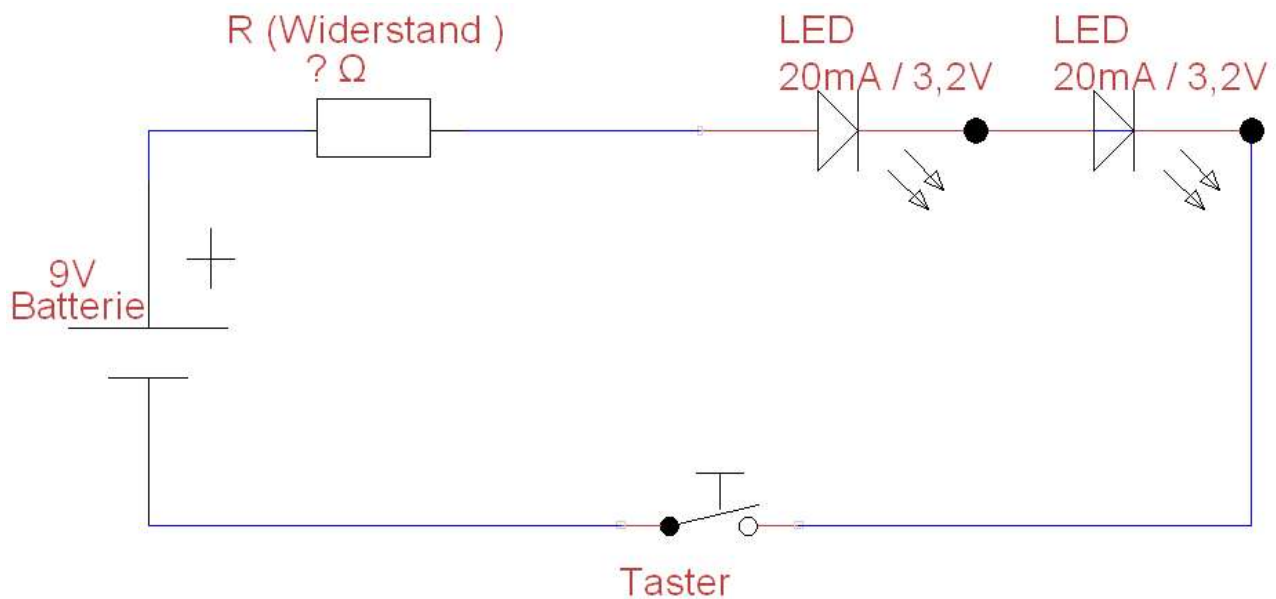 R (Widerstand )
? Ω
LED
20mA / 3,2V
LED
20mA / 3,2V
9V
Batterie
Taster